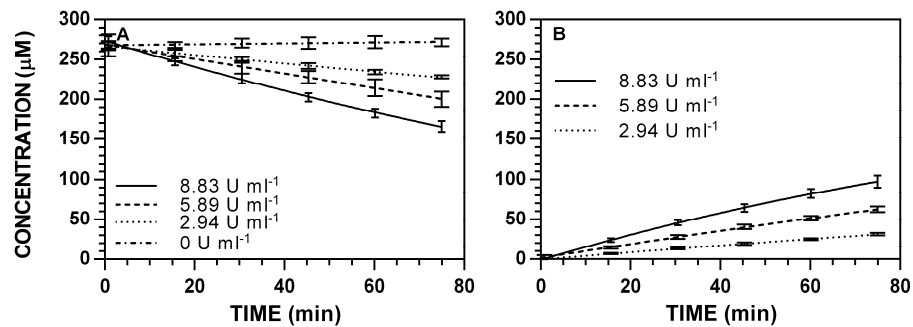 A
300
250
200
150
100
50
0
CONCENTRATION (μM)
8.83 U ml-1
5.89 U ml-1
2.94 U ml-1
0 U ml-1
0 20 40 60 80
TIME (min)
B
300
250
200
150
100
50
0
8.83 U ml-1
5.89 U ml-1
2.94 U ml-1
0 20 40 60 80
TIME (min)